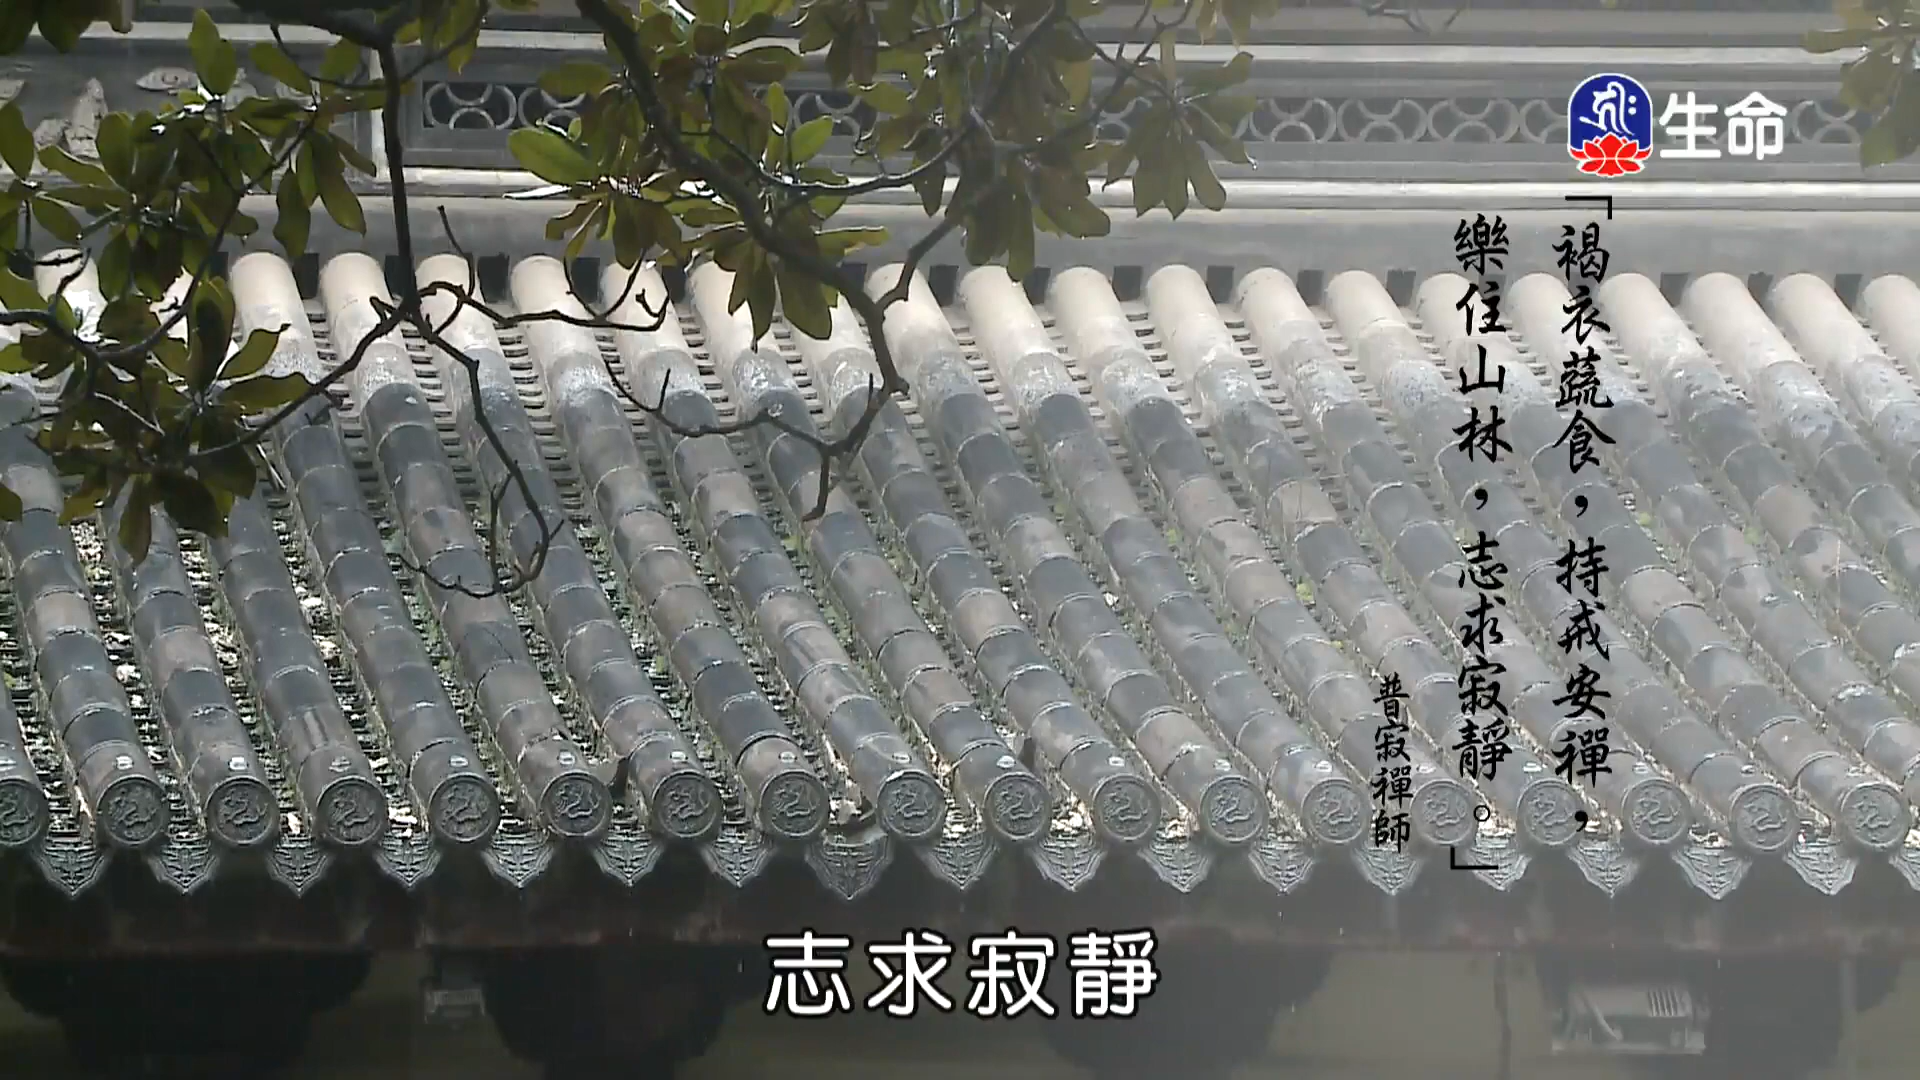 生命
「褐衣蔬食，持戒安禪，
樂住山林，志求寂靜。」
普寂禪師
志求寂靜